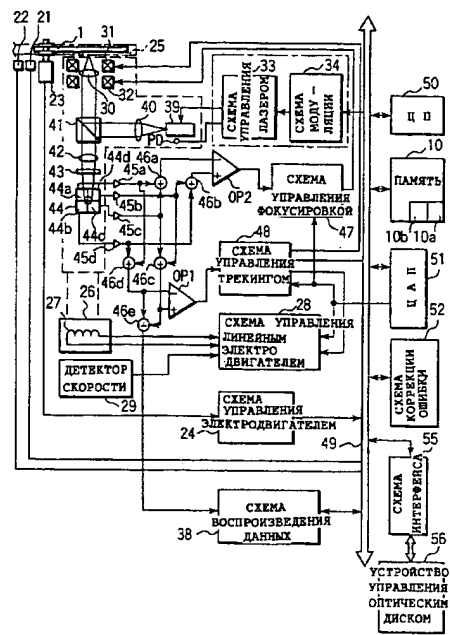 22 21
1
31
25
23
30
32
33
34
СХЕМА
УПРАВЛЕНИЯ
ЛАЗЕРОМ
СХЕМА
МОДУ-
ЛЯЦИИ
50
Ц П
40
39
41
PD
42
43
44d
45a
46a
44a
45b
46b
OP2
44
44b
44c
45c
45d
СХЕМА
УПРАВЛЕНИЯ
ФОКУСИРОВКОЙ
47
10
ПАМЯТЬ
10b
10a
48
СХЕМА
УПРАВЛЕНИЯ
ТРЕКИНГОМ
51
Ц А П
46d
46c
OP1
46e
27
26
28
СХЕМА УПРАВЛЕНИЯ
ЛИНЕЙНЫМ
ЭЛЕКТРО
ДВИГАТЕЛЕМ
52
СХЕМА
КОРРЕКЦИИ
ОШИБКИ
ДЕТЕКТОР
СКОРОСТИ
29
СХЕМА
УПРАВЛЕНИЯ
ЭЛЕКТРОДВИГАТЕЛЕМ
24
49
55
СХЕМА
ИНТЕРФЕЙСА
СХЕМА
ВОСПРОИЗВЕДЕНИЯ
ДАННЫХ
38
56
УСТРОЙСТВО
УПРАВЛЕНИЯ
ОПТИЧЕСКИМ
ДИСКОМ